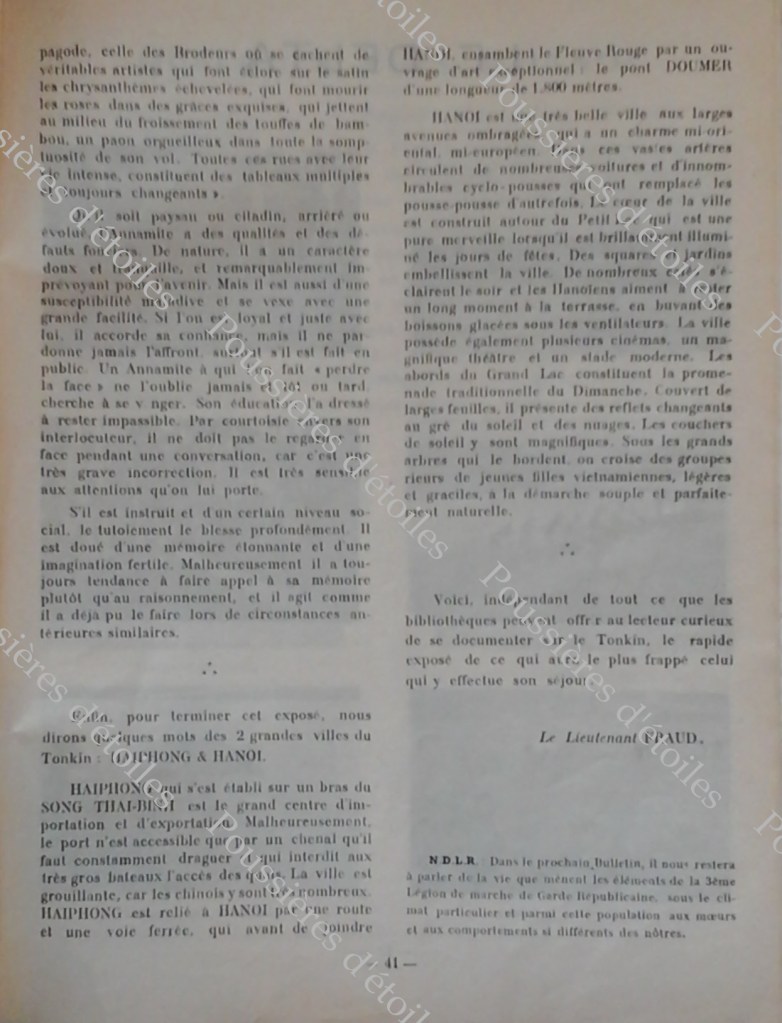 pagode, celle des Brodeurs où se cachent de
véritables artistes qui font éclore sur le satin
les chrysanthèmes échevelées, qui font mourir
les roses dans des grâces exquises, qui jettent
au milieu du froissement des touffes de bam-
bou, un paon orgueilleux dans toute la somp-
tuosité de son vol. Toutes ces rues avec leur
vie intense, constituent des tableaux multiples
et toujours changeants ».
Qu'il soit paysan ou citadin, arriéré ou
évolué, l'Annamite a des qualités et des dé-
fauts fonciers. De nature, il a un caractère
doux et tranquille, et remarquablement im-
prévoyant pour l'avenir. Mais il est aussi d'une
susceptibilité maladive et se vexe avec une
grande facilité. Si l'on est loyal et juste avec
lui, il accorde sa confiance, mais il ne par-
donne jamais l'affront, surtout s'il est fait en
public. Un Annamite à qui l'on fait « perdre
la face » ne l'oublie jamais et tôt ou tard
cherche à se v nger. Son éducation l'a dressé
à rester impassible. Par courtoisie envers son
interlocuteur, il ne doit pas le regarder en
face pendant une conversation, car c'est une
très grave incorrection. Il est très sensible
aux attentions qu'on lui porte.
S'il est instruit et d'un certain niveau so-
cial, le tutoiement le blesse profondément. Il
est doué d'une mémoire étonnante et d'une
imagination fertile. Malheureusement il a tou-
jours tendance à faire appel à sa mémoire
plutôt qu'au raisonnement, et il agit comme
il a déjà pu le faire lors de circonstances an-
térieures similaires.
Enfin, pour terminer cet exposé, nous
dirons quelques mots des 2 grandes villes du
Tonkin : HAIPHONG & HANOI.
HAIPHONG qui s'est établi sur un bras du
SONG THAI-BINH est le grand centre d'im-
portation et d'exportation. Malheureusement,
le port n'est accessible que par un chenal qu'il
faut constamment draguer et qui interdit aux
très gros bateaux l'accès des quais. La ville est
grouillante, car les chinois y sont très nombreux.
HAIPHONG est relié à HANOI par une route
et une voie ferrée, qui avant de joindre
HANOI, ensambent le Fleuve Rouge par un ou-
vrage d'art exceptionnel : le pont DOUMER
d'une longueur de 1.800 mètres.
HANOI est une très belle ville aux larges
avenues ombragées, qui a un charme mi-ori-
ental, mi-européen. Dans ces vastes artères
circulent de nombreuses voitures et d'innom-
brables cyclo-pousses qui ont remplacé les
pousse-pousse d'autrefois. Le cœur de la ville
est construit autour du Petit Lac, qui est une
pure merveille lorsqu'il est brillamment illumi-
né les jours de fêtes. Des squares et jardins
embellissent la ville. De nombreux cafés s'é-
clairent le soir et les Hanoïens aiment à rester
un long moment à la terrasse, en buvant des
boissons glacées sous les ventilateurs. La ville
possède également plusieurs cinémas, un ma-
gnifique théâtre et un stade moderne. Les
abords du Grand Lac constituent la prome-
nade traditionnelle du Dimanche. Couvert de
larges feuilles, il présente des reflets changeants
au gré du soleil et des nuages. Les couchers
de soleil y sont magnifiques. Sous les grands
arbres qui le bordent, on croise des groupes
rieurs de jeunes filles vietnamiennes, légères
et graciles, à la démarche souple et parfaite-
ment naturelle.
Voici, indépendant de tout ce que les
bibliothèques peuvent offrir au lecteur curieux
de se documenter sur le Tonkin, le rapide
exposé de ce qui avait le plus frappé celui
qui y effectue son séjour.
Le Lieutenant FRAUD.
N.D.L.R. : Dans le prochain Bulletin, il nous restera
à parler de la vie que mènent les éléments de la 3ème
Légion de marche de Garde Républicaine, sous le cli-
mat particulier et parmi cette population aux mœurs
et aux comportements si différents des nôtres.
41 —
Poussières d'étoiles